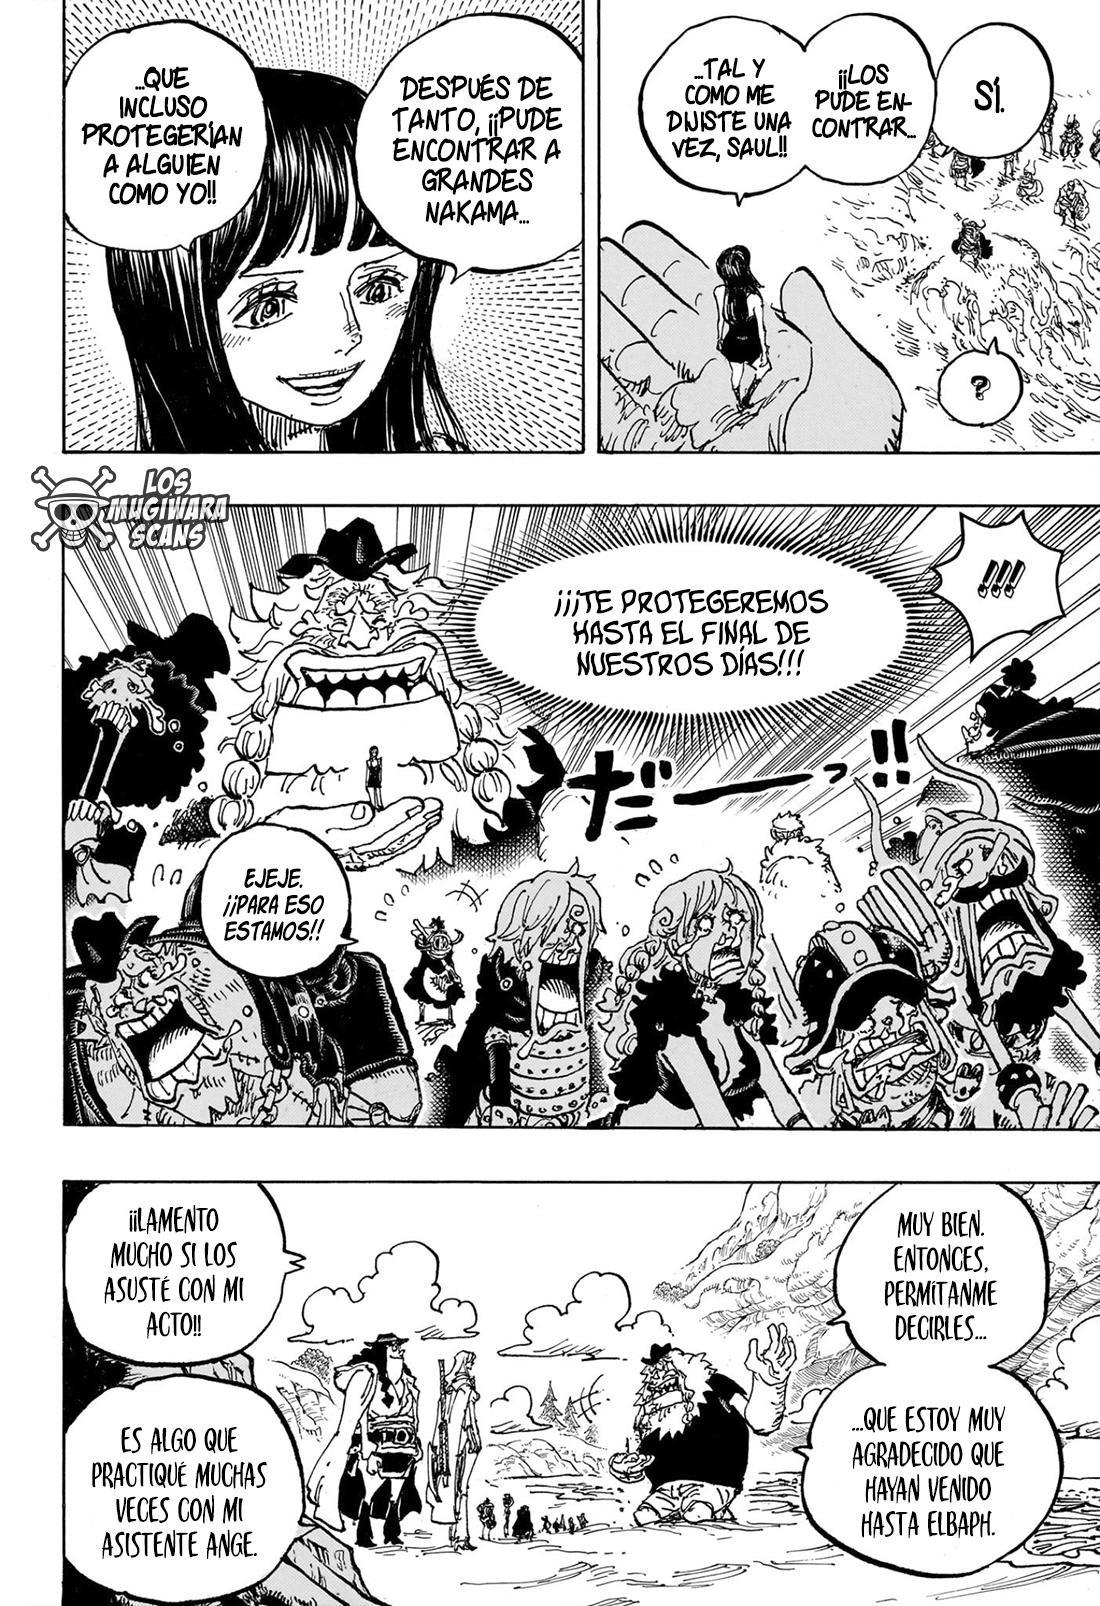 SÍ.
¡¡LOS
PUDE EN-
CONTRAR...
...TAL Y
COMO ME
DIJISTE UNA
VEZ, SAUL!!
?
DESPUÉS DE
TANTO, ¡¡PUDE
ENCONTRAR A
GRANDES
NAKAMA...
...QUE
INCLUSO
PROTEGERÍAN
A ALGUIEN
COMO YO!!
LOS
MUGIWARA
SCANS
!!!
¡¡¡TE PROTEGEREMOS
HASTA EL FINAL DE
NUESTROS DÍAS!!!
だーーっ!!
EJEJE.
¡¡PARA ESO
ESTAMOS!!
MUY BIEN.
ENTONCES,
PERMÍTANME
DECIRLES...
...QUE ESTOY MUY
AGRADECIDO QUE
HAYAN VENIDO
HASTA ELBAPH.
¡¡LAMENTO
MUCHO SI LOS
ASUSTÉ CON MI
ACTO!!
ES ALGO QUE
PRACTIQUÉ MUCHAS
VECES CON MI
ASISTENTE ANGE.